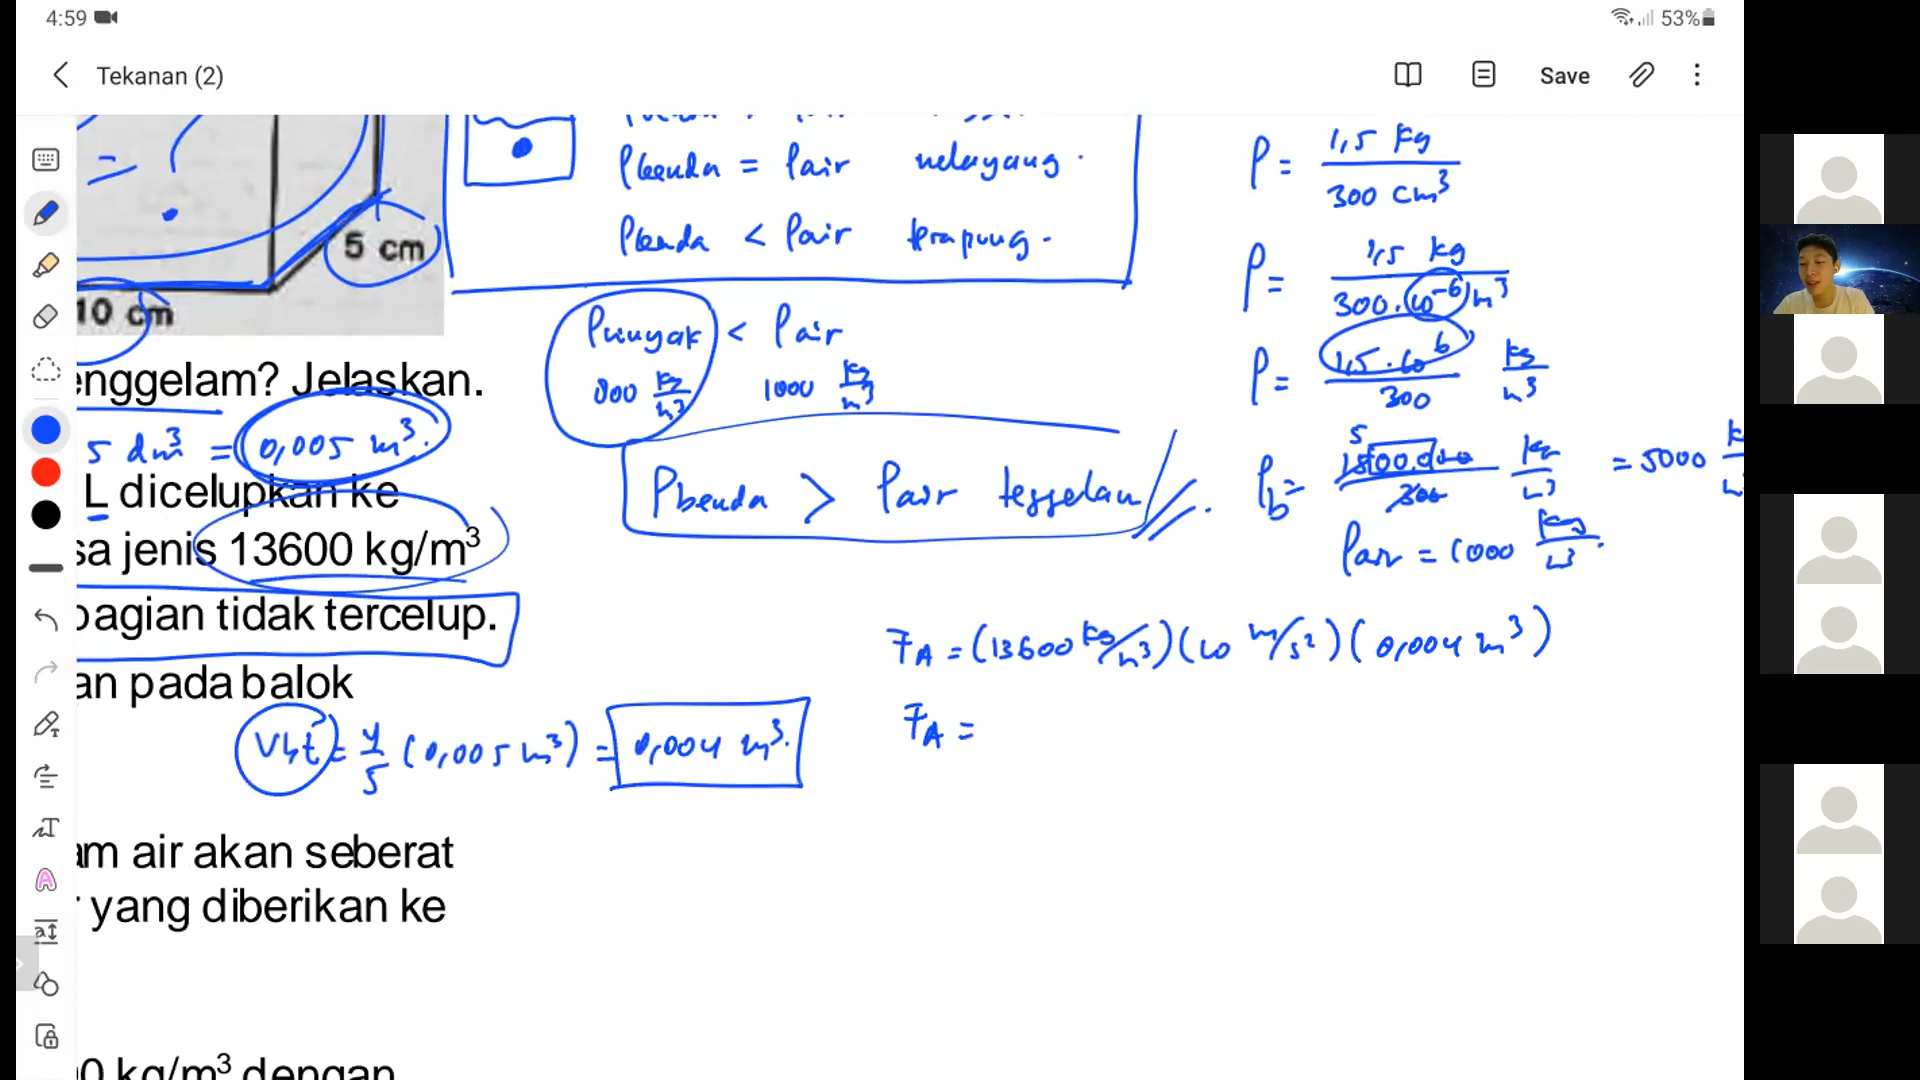 4:59
53%
Tekanan (2)
Save
5 cm
10 cm
ρbenda = ρair melayang.
ρbenda < ρair terapung.
ρminyak < ρair
800 kg/m³ 1000 kg/m³
ρbenda > ρair tenggelam
ρ = 1,5 kg / 300 cm³
ρ = 1,5 kg / 300.10⁻⁶ m³
ρ = 1,5.10⁶ / 300 kg/m³
5
ρb = 1500.000 / 300 kg/m³ = 5000 k
ρair = 1000 kg/m³.
enggelam? Jelaskan.
5 dm³ = 0,005 m³.
L dicelupkan ke
sa jenis 13600 kg/m³
bagian tidak tercelup.
an pada balok
Vbt = 4/5 (0,005 m³) = 0,004 m³.
FA = (13600 kg/m³)(10 m/s²)(0,004 m³)
FA =
am air akan seberat
r yang diberikan ke
0 kg/m³ dengan